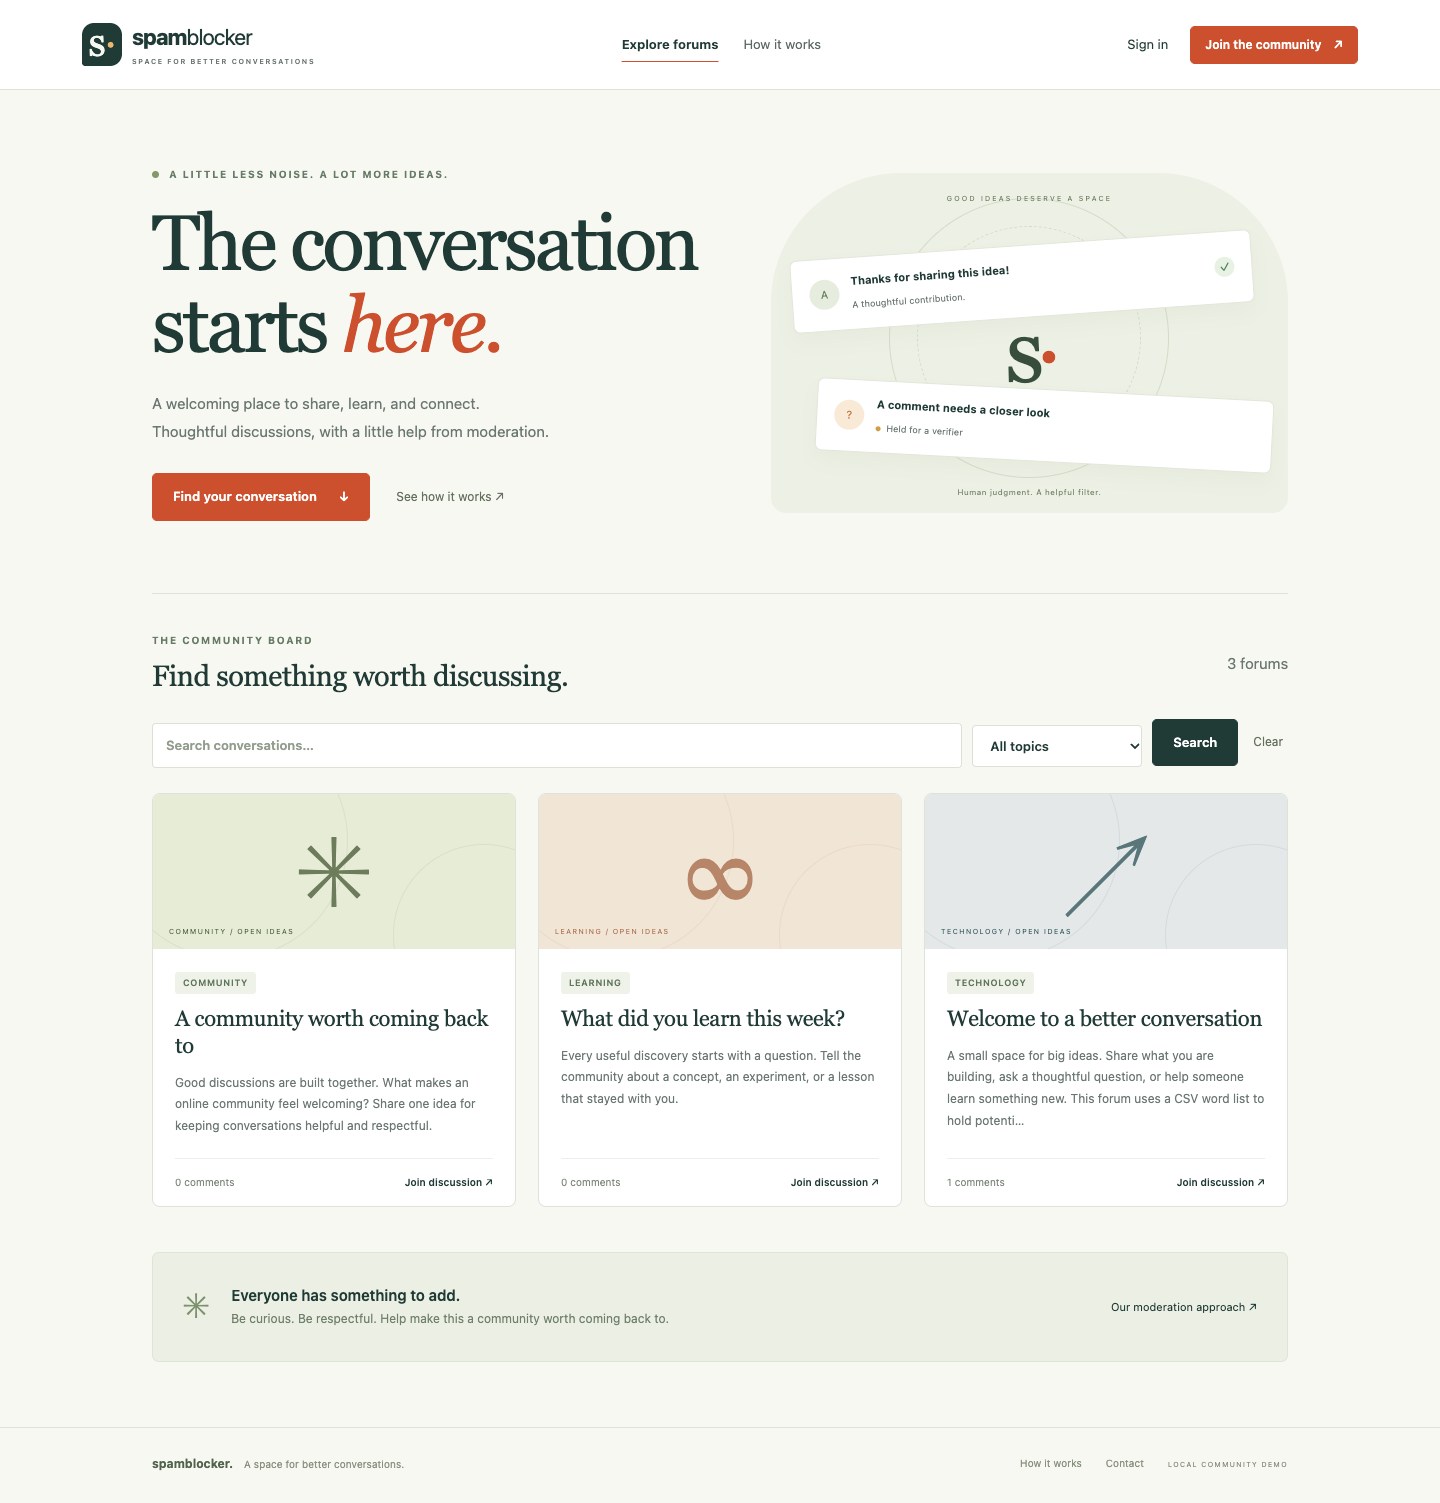 S•
spamblocker
SPACE FOR BETTER CONVERSATIONS
Explore forums
How it works
Sign in
Join the community ↗
A LITTLE LESS NOISE. A LOT MORE IDEAS.
The conversation
starts here.
A welcoming place to share, learn, and connect.
Thoughtful discussions, with a little help from moderation.
Find your conversation ↓
See how it works ↗
GOOD IDEAS DESERVE A SPACE
A
Thanks for sharing this idea!
A thoughtful contribution.
✓
S•
?
A comment needs a closer look
Held for a verifier
Human judgment. A helpful filter.
THE COMMUNITY BOARD
Find something worth discussing.
3 forums
Search conversations...
All topics
Search
Clear
COMMUNITY / OPEN IDEAS
COMMUNITY
A community worth coming back
to
Good discussions are built together. What makes an
online community feel welcoming? Share one idea for
keeping conversations helpful and respectful.
0 comments
Join discussion ↗
∞
LEARNING / OPEN IDEAS
LEARNING
What did you learn this week?
Every useful discovery starts with a question. Tell the
community about a concept, an experiment, or a lesson
that stayed with you.
0 comments
Join discussion ↗
TECHNOLOGY / OPEN IDEAS
TECHNOLOGY
Welcome to a better conversation
A small space for big ideas. Share what you are
building, ask a thoughtful question, or help someone
learn something new. This forum uses a CSV word list to
hold potenti...
1 comments
Join discussion ↗
Everyone has something to add.
Be curious. Be respectful. Help make this a community worth coming back to.
Our moderation approach ↗
spamblocker.
A space for better conversations.
How it works
Contact
LOCAL COMMUNITY DEMO